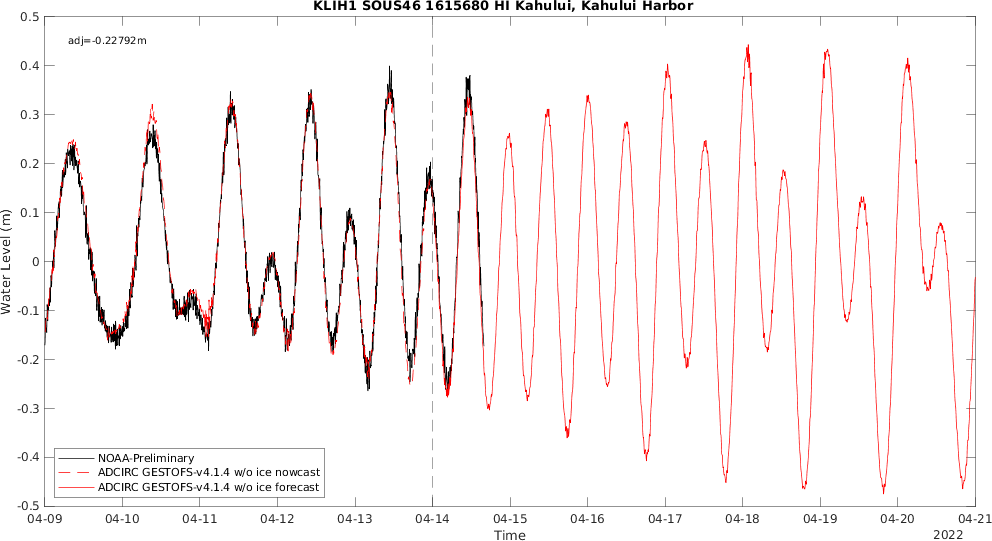 KLIH1 SOUS46 1615680 HI Kahului, Kahului Harbor
adj=-0.22792m
0.5
0.4
0.3
0.2
0.1
0
-0.1
-0.2
-0.3
-0.4
-0.5
Water Level (m)
NOAA-Preliminary
ADCIRC GESTOFS-v4.1.4 w/o ice nowcast
ADCIRC GESTOFS-v4.1.4 w/o ice forecast
04-09 04-10 04-11 04-12 04-13 04-14 04-15 04-16 04-17 04-18 04-19 04-20 04-21
Time
2022